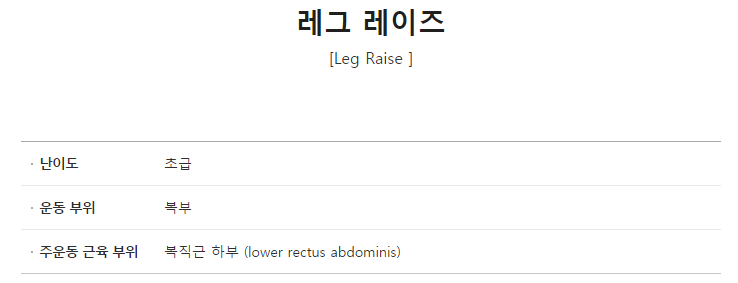 레그 레이즈
[Leg Raise ]
· 난이도 초급
· 운동 부위 복부
· 주운동 근육 부위 복직근 하부 (lower rectus abdominis)